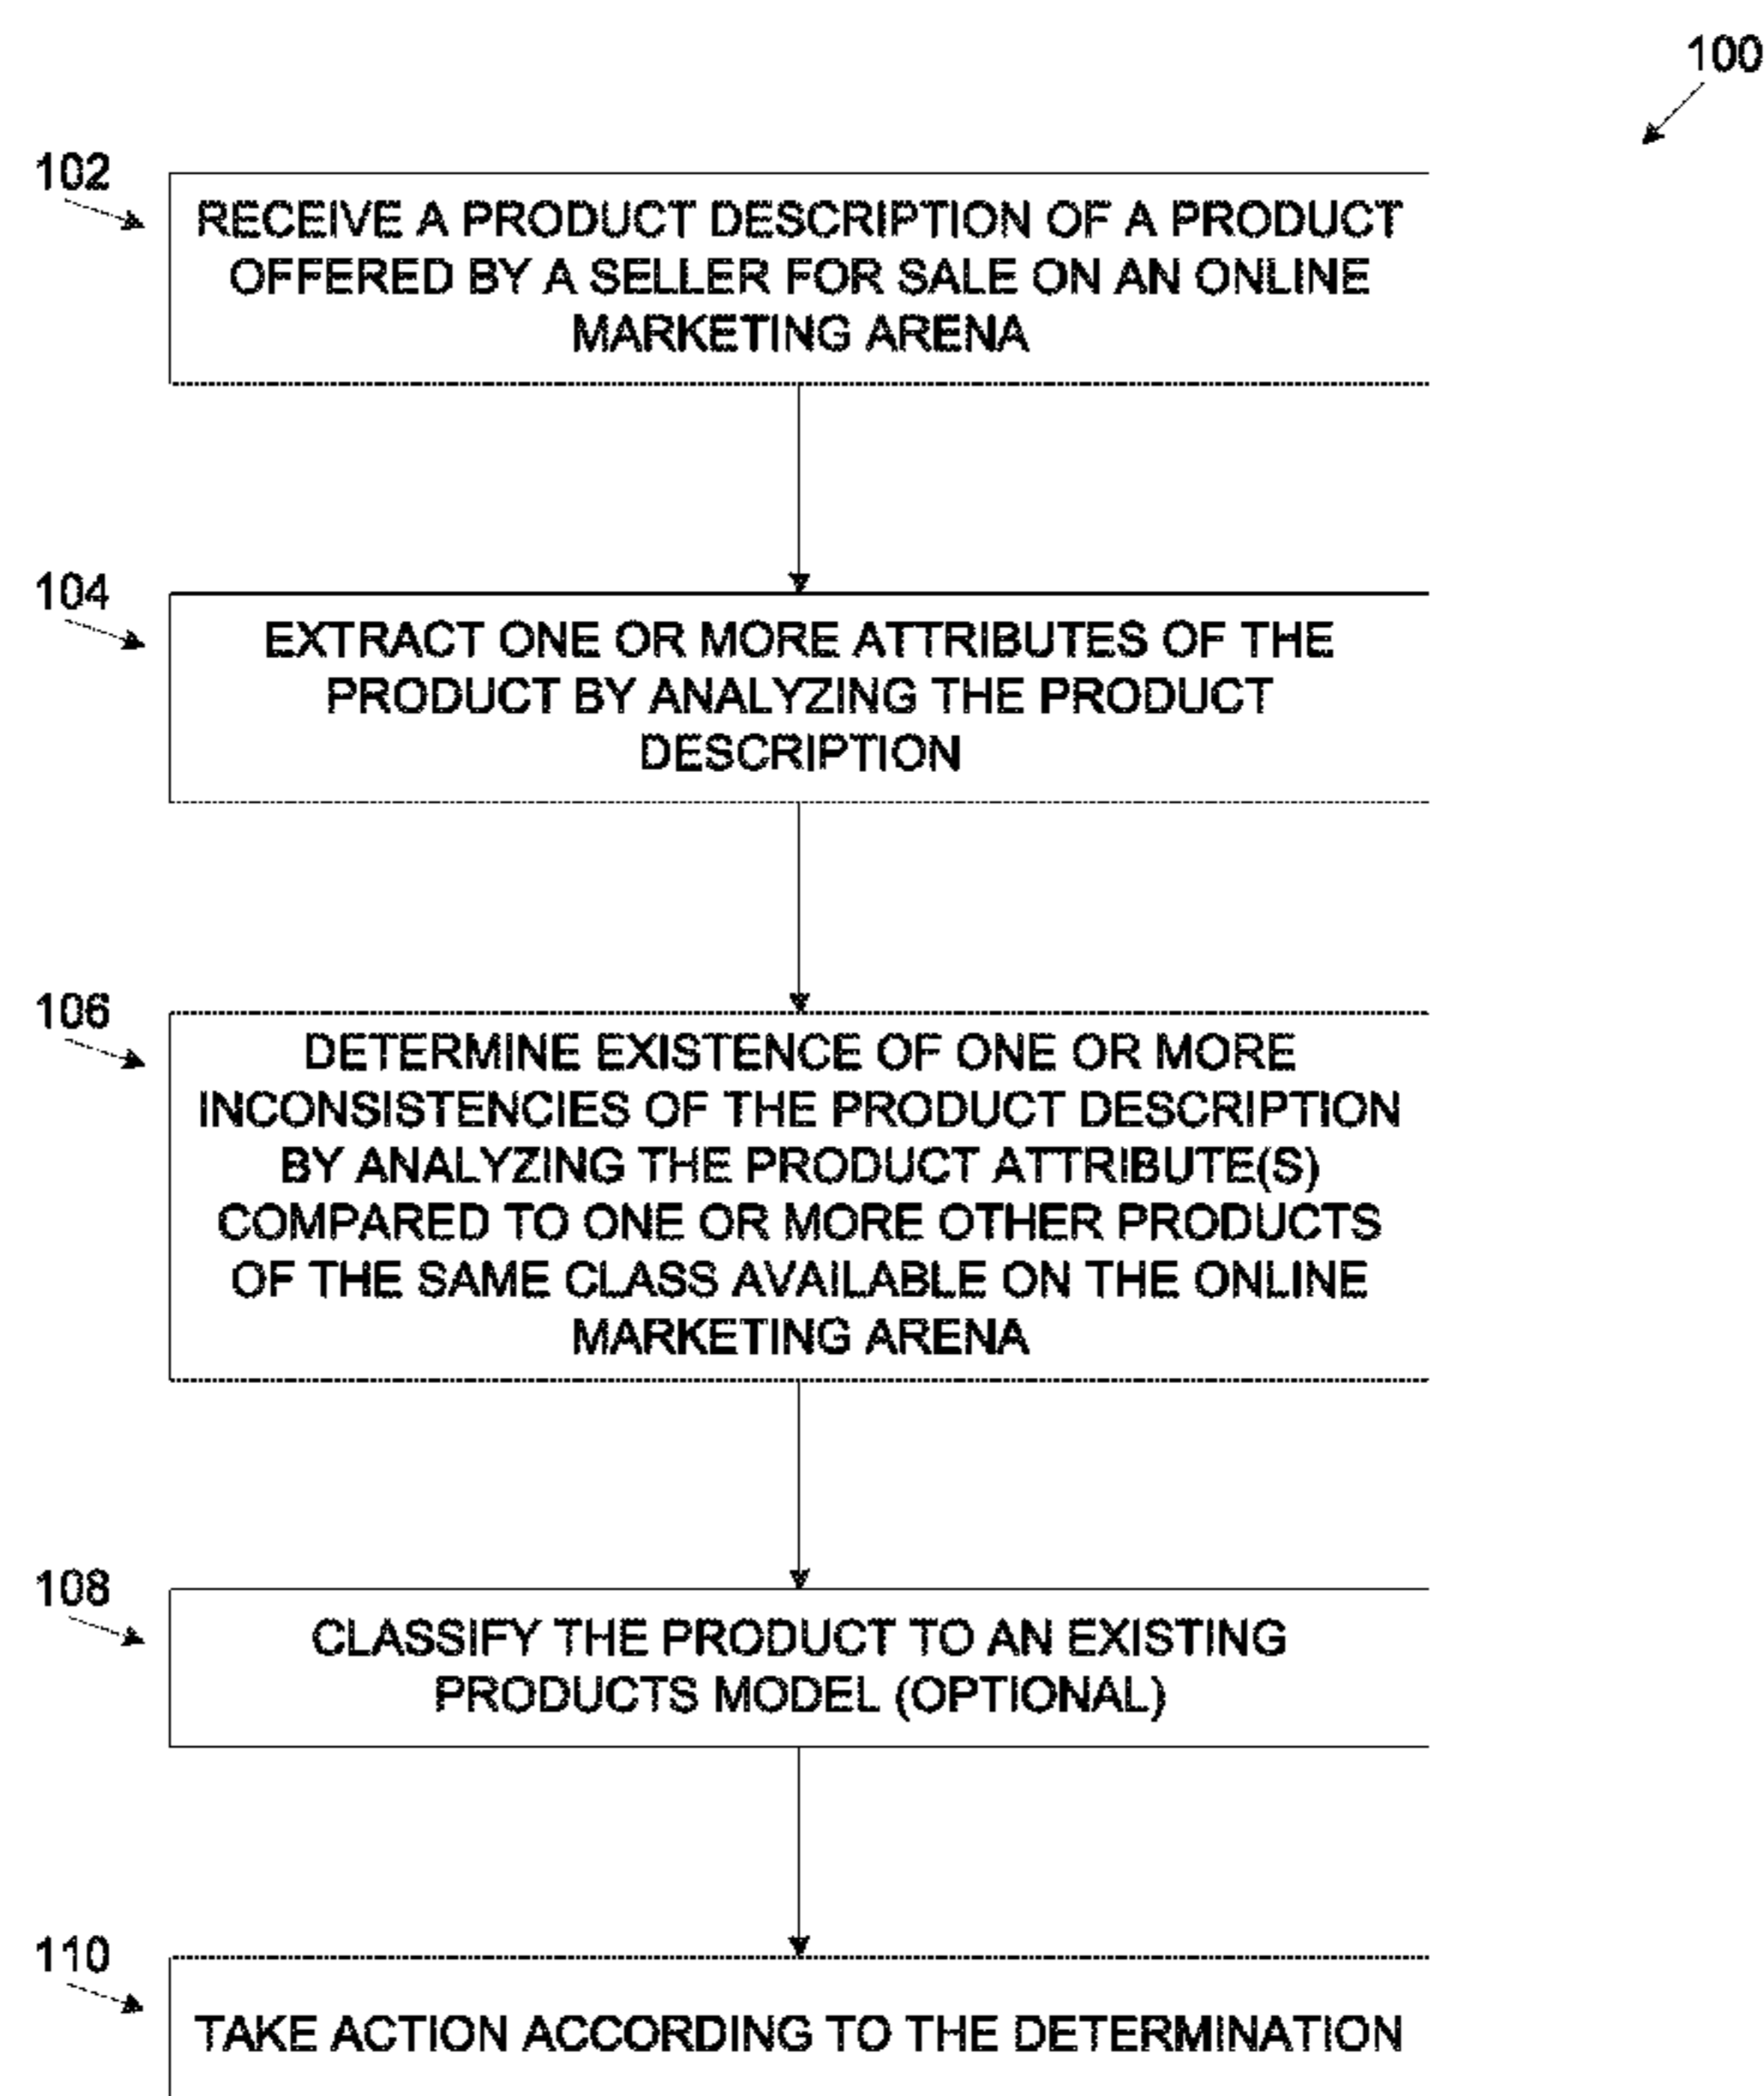 100
102
RECEIVE A PRODUCT DESCRIPTION OF A PRODUCT
OFFERED BY A SELLER FOR SALE ON AN ONLINE
MARKETING ARENA
104
EXTRACT ONE OR MORE ATTRIBUTES OF THE
PRODUCT BY ANALYZING THE PRODUCT
DESCRIPTION
106
DETERMINE EXISTENCE OF ONE OR MORE
INCONSISTENCIES OF THE PRODUCT DESCRIPTION
BY ANALYZING THE PRODUCT ATTRIBUTE(S)
COMPARED TO ONE OR MORE OTHER PRODUCTS
OF THE SAME CLASS AVAILABLE ON THE ONLINE
MARKETING ARENA
108
CLASSIFY THE PRODUCT TO AN EXISTING
PRODUCTS MODEL (OPTIONAL)
110
TAKE ACTION ACCORDING TO THE DETERMINATION